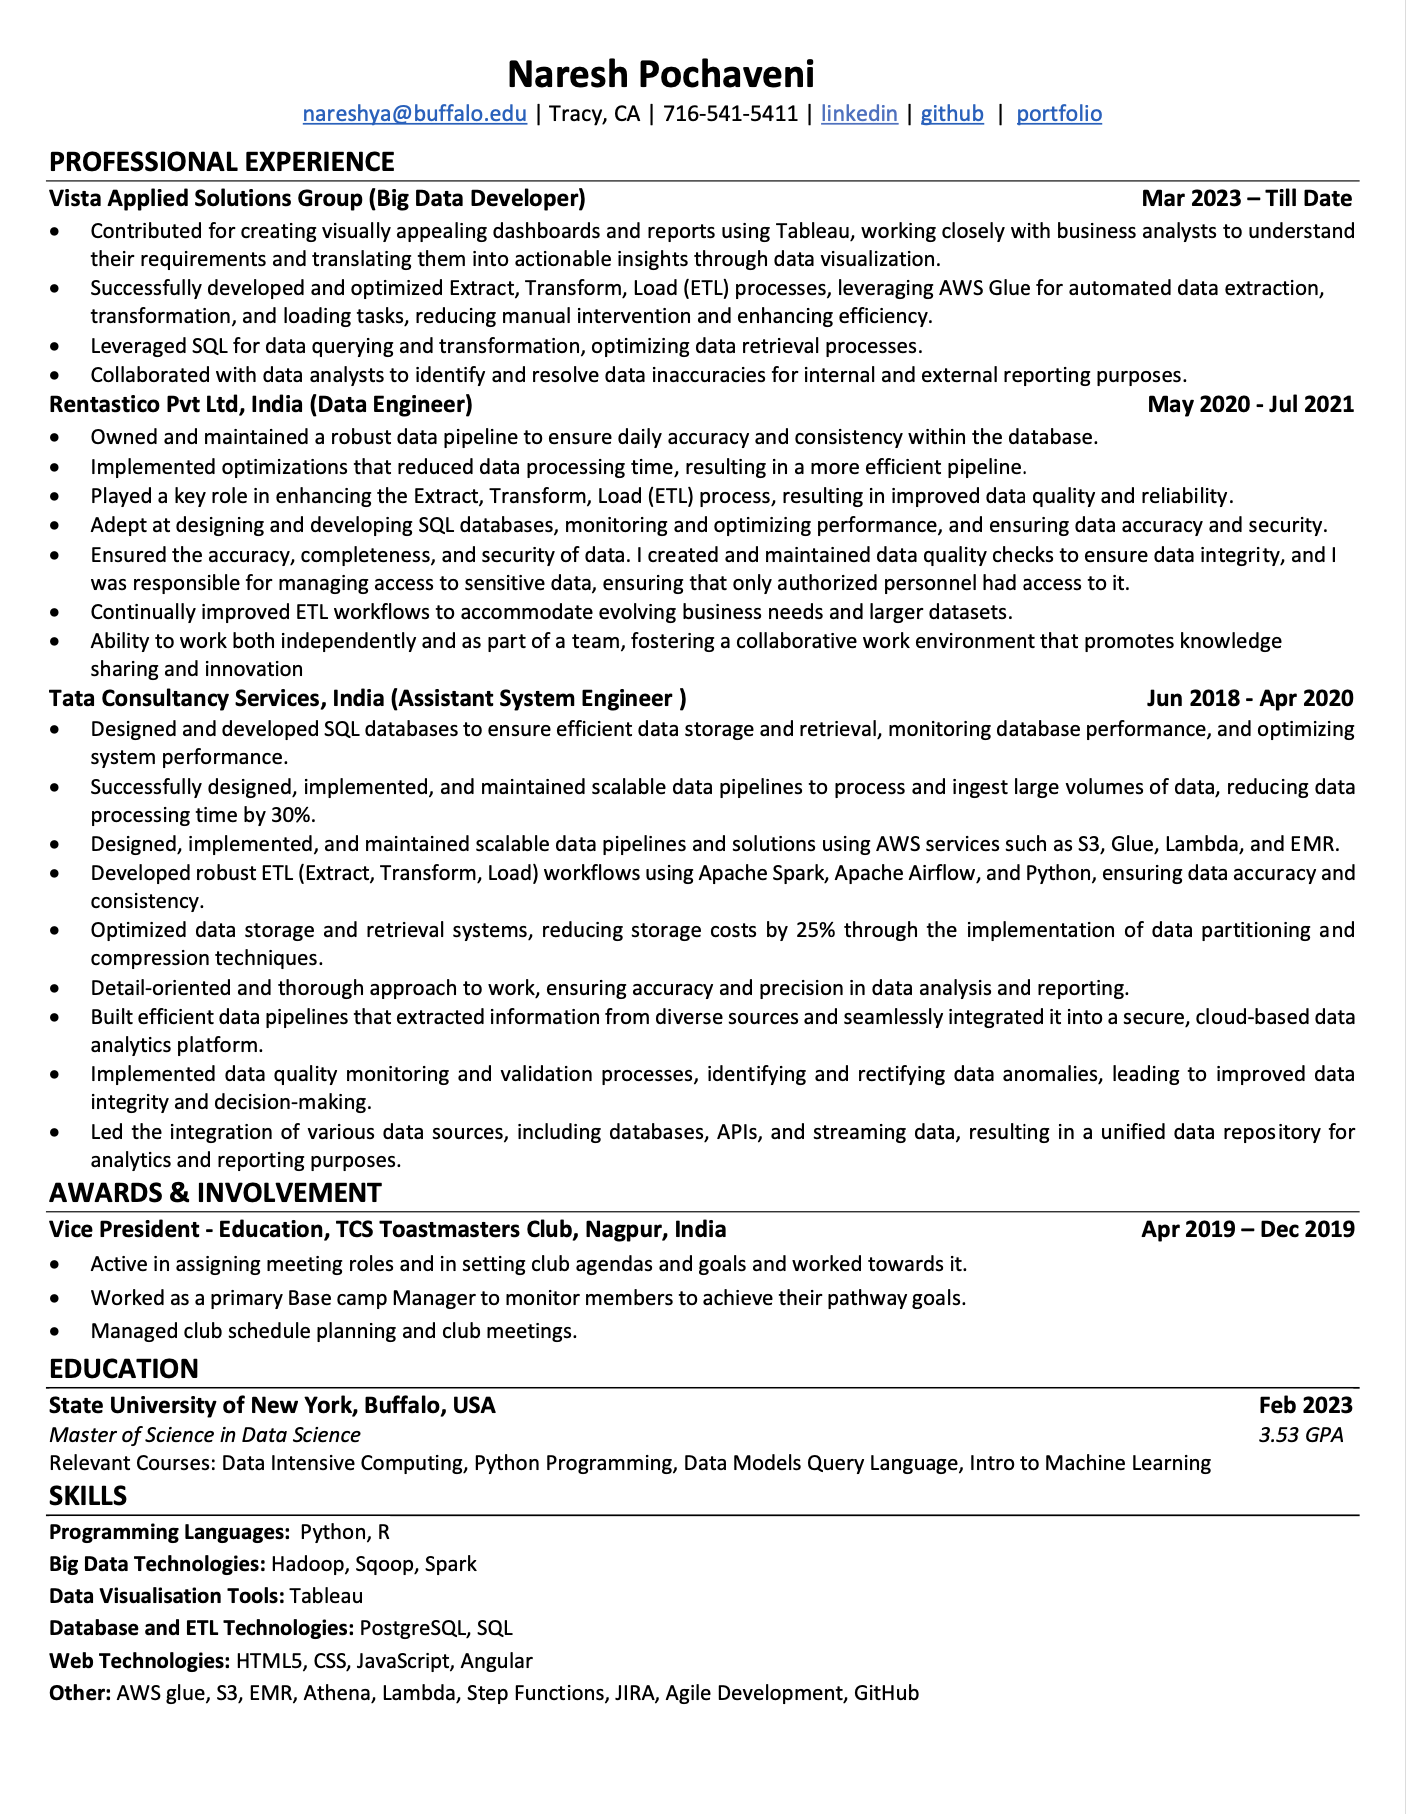 Naresh Pochaveni
nareshya@buffalo.edu | Tracy, CA | 716-541-5411 | linkedin | github | portfolio
PROFESSIONAL EXPERIENCE
Vista Applied Solutions Group (Big Data Developer) Mar 2023 – Till Date
• Contributed for creating visually appealing dashboards and reports using Tableau, working closely with business analysts to understand
their requirements and translating them into actionable insights through data visualization.
• Successfully developed and optimized Extract, Transform, Load (ETL) processes, leveraging AWS Glue for automated data extraction,
transformation, and loading tasks, reducing manual intervention and enhancing efficiency.
• Leveraged SQL for data querying and transformation, optimizing data retrieval processes.
• Collaborated with data analysts to identify and resolve data inaccuracies for internal and external reporting purposes.
Rentastico Pvt Ltd, India (Data Engineer) May 2020 - Jul 2021
• Owned and maintained a robust data pipeline to ensure daily accuracy and consistency within the database.
• Implemented optimizations that reduced data processing time, resulting in a more efficient pipeline.
• Played a key role in enhancing the Extract, Transform, Load (ETL) process, resulting in improved data quality and reliability.
• Adept at designing and developing SQL databases, monitoring and optimizing performance, and ensuring data accuracy and security.
• Ensured the accuracy, completeness, and security of data. I created and maintained data quality checks to ensure data integrity, and I
was responsible for managing access to sensitive data, ensuring that only authorized personnel had access to it.
• Continually improved ETL workflows to accommodate evolving business needs and larger datasets.
• Ability to work both independently and as part of a team, fostering a collaborative work environment that promotes knowledge
sharing and innovation
Tata Consultancy Services, India (Assistant System Engineer ) Jun 2018 - Apr 2020
• Designed and developed SQL databases to ensure efficient data storage and retrieval, monitoring database performance, and optimizing
system performance.
• Successfully designed, implemented, and maintained scalable data pipelines to process and ingest large volumes of data, reducing data
processing time by 30%.
• Designed, implemented, and maintained scalable data pipelines and solutions using AWS services such as S3, Glue, Lambda, and EMR.
• Developed robust ETL (Extract, Transform, Load) workflows using Apache Spark, Apache Airflow, and Python, ensuring data accuracy and
consistency.
• Optimized data storage and retrieval systems, reducing storage costs by 25% through the implementation of data partitioning and
compression techniques.
• Detail-oriented and thorough approach to work, ensuring accuracy and precision in data analysis and reporting.
• Built efficient data pipelines that extracted information from diverse sources and seamlessly integrated it into a secure, cloud-based data
analytics platform.
• Implemented data quality monitoring and validation processes, identifying and rectifying data anomalies, leading to improved data
integrity and decision-making.
• Led the integration of various data sources, including databases, APIs, and streaming data, resulting in a unified data repository for
analytics and reporting purposes.
AWARDS & INVOLVEMENT
Vice President - Education, TCS Toastmasters Club, Nagpur, India Apr 2019 – Dec 2019
• Active in assigning meeting roles and in setting club agendas and goals and worked towards it.
• Worked as a primary Base camp Manager to monitor members to achieve their pathway goals.
• Managed club schedule planning and club meetings.
EDUCATION
State University of New York, Buffalo, USA Feb 2023
Master of Science in Data Science 3.53 GPA
Relevant Courses: Data Intensive Computing, Python Programming, Data Models Query Language, Intro to Machine Learning
SKILLS
Programming Languages: Python, R
Big Data Technologies: Hadoop, Sqoop, Spark
Data Visualisation Tools: Tableau
Database and ETL Technologies: PostgreSQL, SQL
Web Technologies: HTML5, CSS, JavaScript, Angular
Other: AWS glue, S3, EMR, Athena, Lambda, Step Functions, JIRA, Agile Development, GitHub